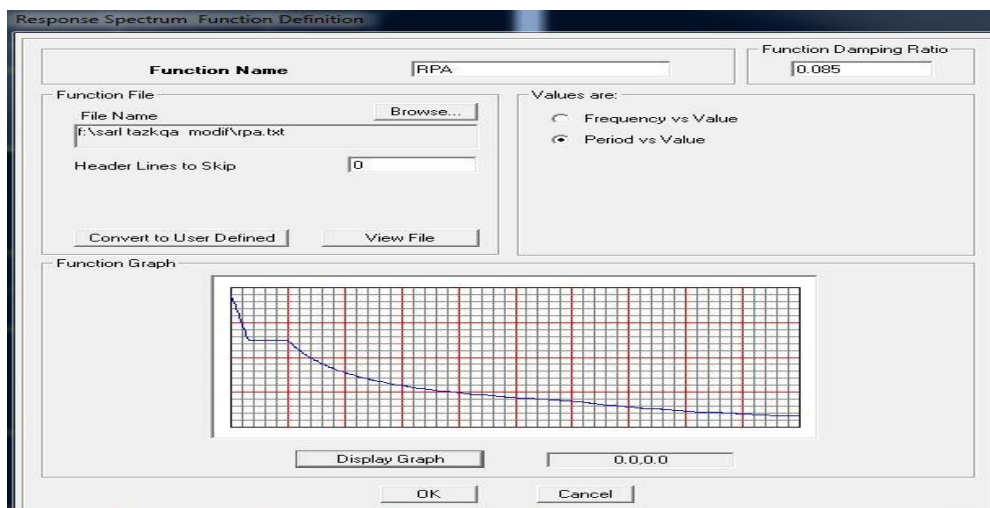 Response Spectrum Function Definition
Function Name
RPA
Function Damping Ratio
0.085
Function File
File Name
Browse...
f:\sarl tazkqa modif\rpa.txt
Header Lines to Skip
0
Convert to User Defined
View File
Values are:
Frequency vs Value
Period vs Value
Function Graph
Display Graph
0.0,0.0
OK
Cancel